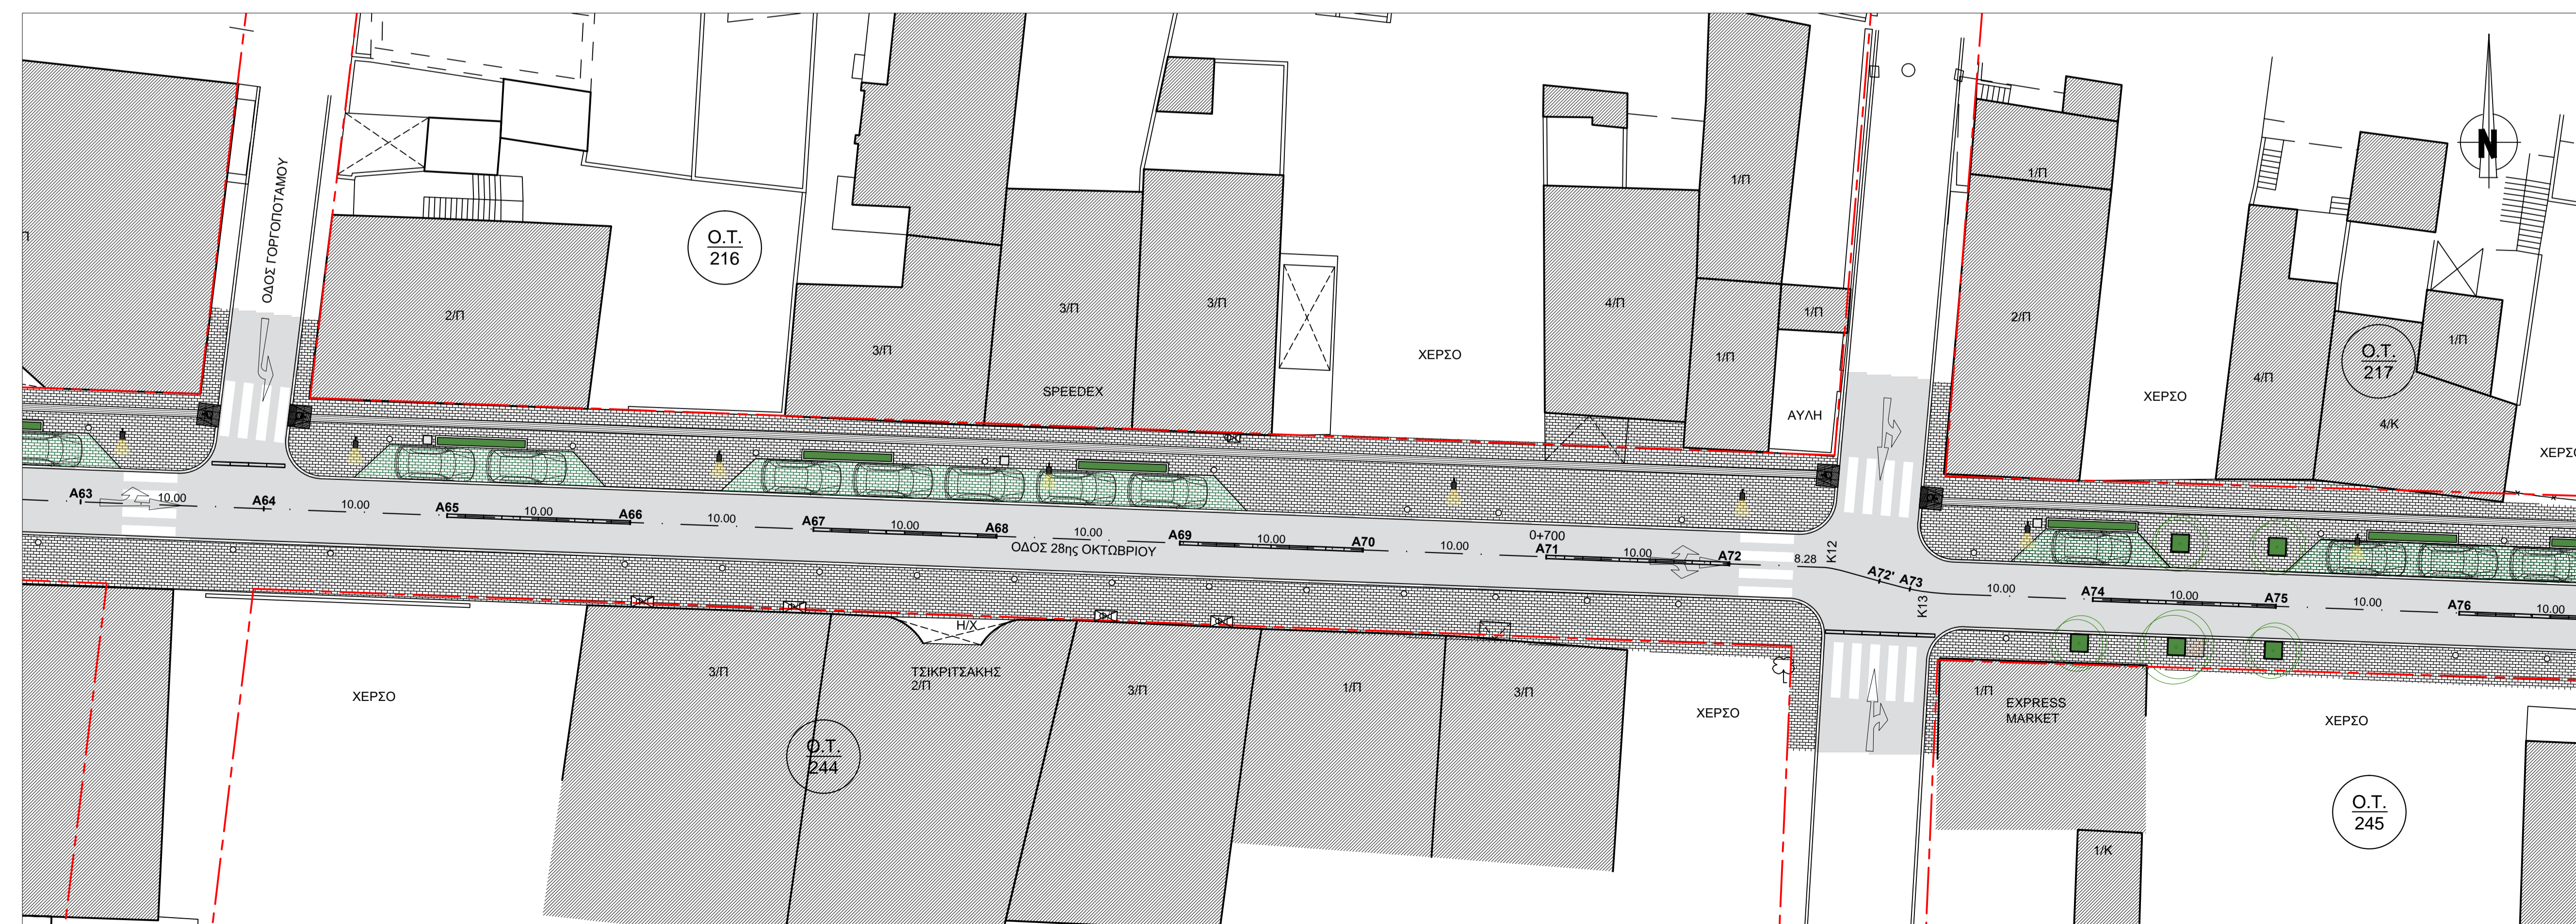 Π
ΟΔΟΣ ΓΟΡΓΟΠΟΤΑΜΟΥ
2/Π
Ο.Τ.
216
3/Π
3/Π
SPEEDEX
3/Π
ΧΕΡΣΟ
4/Π
1/Π
1/Π
1/Π
ΑΥΛΗ
1/Π
2/Π
ΧΕΡΣΟ
4/Π
Ο.Τ.
217
1/Π
4/Κ
ΧΕΡΣΟ
N
A63
10.00
A64
10.00
A65
10.00
A66
10.00
A67
10.00
A68
10.00
A69
10.00
A70
10.00
0+700
A71
10.00
A72
8.28
K12
A72'
A73
K13
10.00
A74
10.00
A75
10.00
A76
10.00
ΟΔΟΣ 28ης ΟΚΤΩΒΡΙΟΥ
ΧΕΡΣΟ
3/Π
Η/Χ
ΤΣΙΚΡΙΤΣΑΚΗΣ
2/Π
Ο.Τ.
244
3/Π
1/Π
3/Π
ΧΕΡΣΟ
1/Π
EXPRESS
MARKET
1/Κ
ΧΕΡΣΟ
Ο.Τ.
245